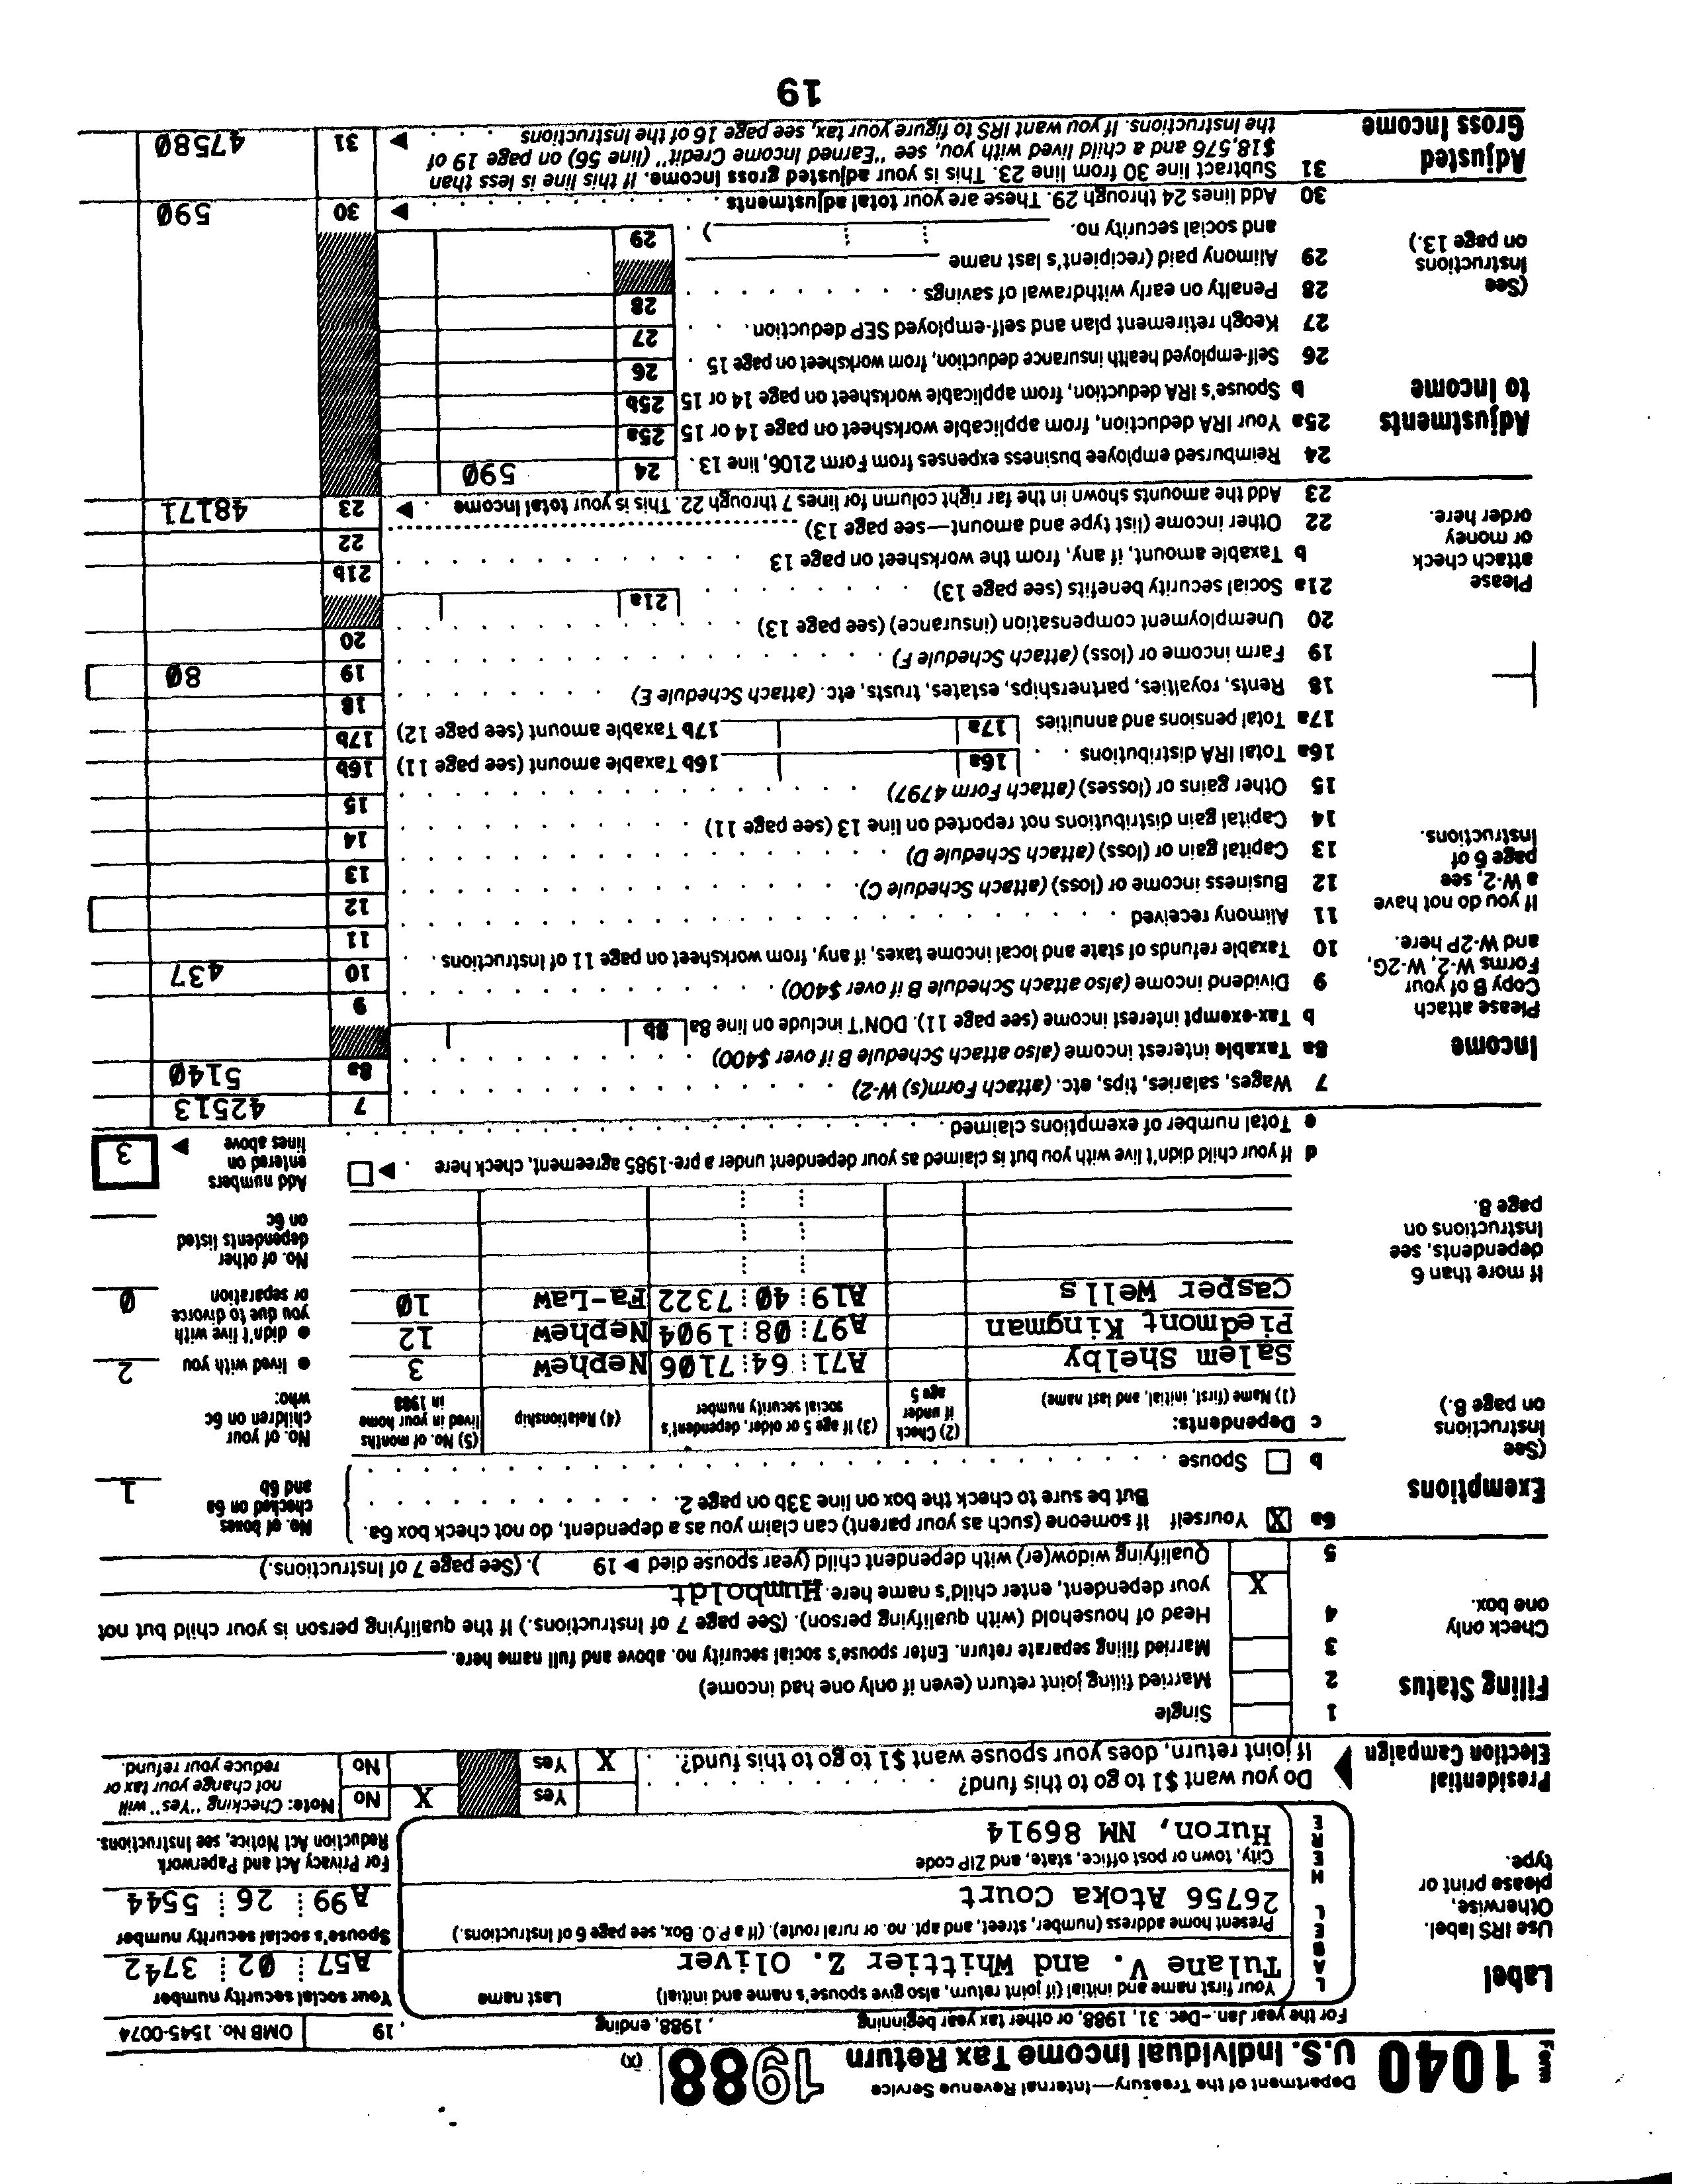 Form 1040 Department of the Treasury—Internal Revenue Service
U.S. Individual Income Tax Return 1988 (X)
For the year Jan.-Dec. 31, 1988, or other tax year beginning , 1988, ending , 19 OMB No. 1545-0074
Label
Use IRS label.
Otherwise,
please print or
type.
LABEL HERE
Your first name and initial (if joint return, also give spouse's name and initial) Last name
Tulane V. and Whittier Z. Oliver
Your social security number
A57 02 3742
Present home address (number, street, and apt. no. or rural route). (If a P.O. Box, see page 6 of Instructions.)
26756 Atoka Court
Spouse's social security number
A99 26 5544
City, town or post office, state, and ZIP code
Huron, NM 86914
For Privacy Act and Paperwork
Reduction Act Notice, see Instructions.
Presidential
Election Campaign
Do you want $1 to go to this fund? Yes X No
If joint return, does your spouse want $1 to go to this fund? X Yes No
Note: Checking "Yes" will
not change your tax or
reduce your refund.
Filing Status
Check only
one box.
1 Single
2 Married filing joint return (even if only one had income)
3 Married filing separate return. Enter spouse's social security no. above and full name here.
4 X Head of household (with qualifying person). (See page 7 of Instructions.) If the qualifying person is your child but not
your dependent, enter child's name here. Humboldt
5 Qualifying widow(er) with dependent child (year spouse died ▶ 19 ). (See page 7 of Instructions.)
Exemptions
(See
Instructions
on page 8.)
6a X Yourself If someone (such as your parent) can claim you as a dependent, do not check box 6a.
But be sure to check the box on line 33b on page 2.
b Spouse
No. of boxes
checked on 6a
and 6b 1
c Dependents:
(1) Name (first, initial, and last name)
(2) Check
if under
age 5
(3) If age 5 or older, dependent's
social security number
(4) Relationship
(5) No. of months
lived in your home
in 1988
Salem Shelby A71 64 7106 Nephew 3
Piedmont Kingman A97 08 1904 Nephew 12
Casper Wells A19 40 7322 Fa-Law 10
No. of your
children on 6c
who:
● lived with you 2
● didn't live with
you due to divorce
or separation 0
No. of other
dependents listed
on 6c
If more than 6
dependents, see
Instructions on
page 8.
d If your child didn't live with you but is claimed as your dependent under a pre-1985 agreement, check here ▶
e Total number of exemptions claimed
Add numbers
entered on
lines above ▶ 3
Income
Please attach
Copy B of your
Forms W-2, W-2G,
and W-2P here.
If you do not have
a W-2, see
page 6 of
Instructions.
Please
attach check
or money
order here.
7 Wages, salaries, tips, etc. (attach Form(s) W-2) 7 42513
8a Taxable interest income (also attach Schedule B if over $400) 8a 5140
b Tax-exempt interest income (see page 11). DON'T include on line 8a 8b
9 Dividend income (also attach Schedule B if over $400) 9
10 Taxable refunds of state and local income taxes, if any, from worksheet on page 11 of Instructions 10 437
11 Alimony received 11
12 Business income or (loss) (attach Schedule C) 12
13 Capital gain or (loss) (attach Schedule D) 13
14 Capital gain distributions not reported on line 13 (see page 11) 14
15 Other gains or (losses) (attach Form 4797) 15
16a Total IRA distributions 16a 16b Taxable amount (see page 11) 16b
17a Total pensions and annuities 17a 17b Taxable amount (see page 12) 17b
18 Rents, royalties, partnerships, estates, trusts, etc. (attach Schedule E) 18
19 Farm income or (loss) (attach Schedule F) 19 80
20 Unemployment compensation (insurance) (see page 13) 20
21a Social security benefits (see page 13) 21a
b Taxable amount, if any, from the worksheet on page 13 21b
22 Other income (list type and amount—see page 13) 22
23 Add the amounts shown in the far right column for lines 7 through 22. This is your total income ▶ 23 48171
Adjustments
to Income
(See
Instructions
on page 13.)
24 Reimbursed employee business expenses from Form 2106, line 13 24 590
25a Your IRA deduction, from applicable worksheet on page 14 or 15 25a
b Spouse's IRA deduction, from applicable worksheet on page 14 or 15 25b
26 Self-employed health insurance deduction, from worksheet on page 15 26
27 Keogh retirement plan and self-employed SEP deduction 27
28 Penalty on early withdrawal of savings 28
29 Alimony paid (recipient's last name
and social security no. ) 29
30 Add lines 24 through 29. These are your total adjustments ▶ 30 590
Adjusted
Gross Income
31 Subtract line 30 from line 23. This is your adjusted gross income. If this line is less than
$18,576 and a child lived with you, see "Earned Income Credit" (line 56) on page 19 of
the Instructions. If you want IRS to figure your tax, see page 16 of the Instructions ▶ 31 47580
19